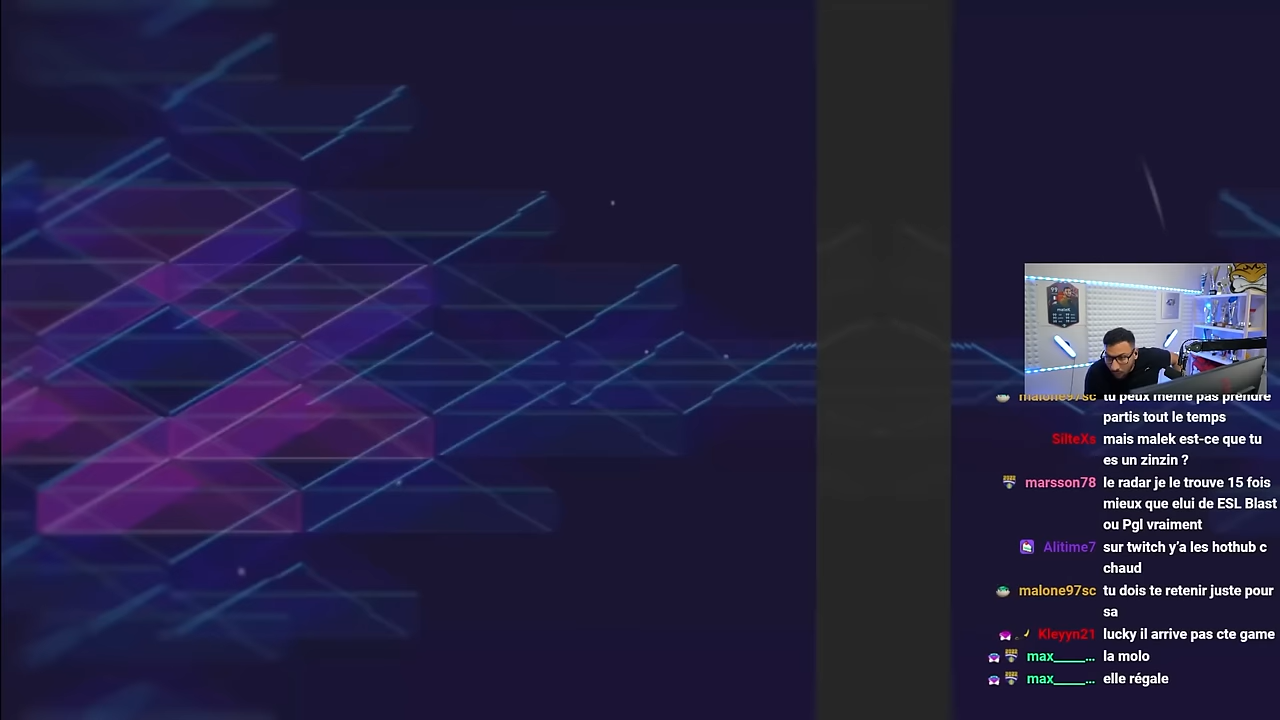 malone97sc tu peux même pas prendre
partis tout le temps
SilteXs mais malek est-ce que tu
es un zinzin ?
marsson78 le radar je le trouve 15 fois
mieux que elui de ESL Blast
ou Pgl vraiment
Alitime7 sur twitch y'a les hothub c
chaud
malone97sc tu dois te retenir juste pour
sa
Kleyyn21 lucky il arrive pas cte game
max_____... la molo
max_____... elle régale